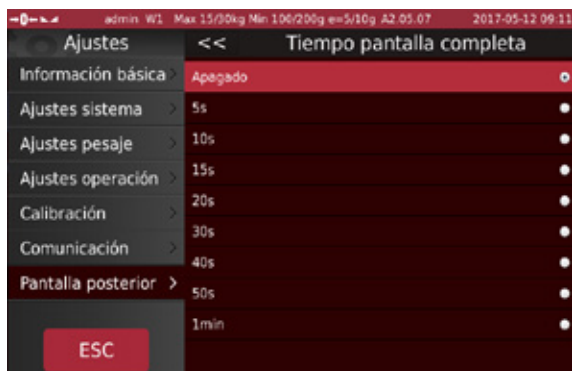 admin W1 Max 15/30kg Min 100/200g e=5/10g A2.05.07 2017-05-12 09:11
Ajustes
<< Tiempo pantalla completa
Información básica >
Ajustes sistema >
Ajustes pesaje >
Ajustes operación >
Calibración >
Comunicación >
Pantalla posterior >
ESC
Apagado
5s
10s
15s
20s
30s
40s
50s
1min